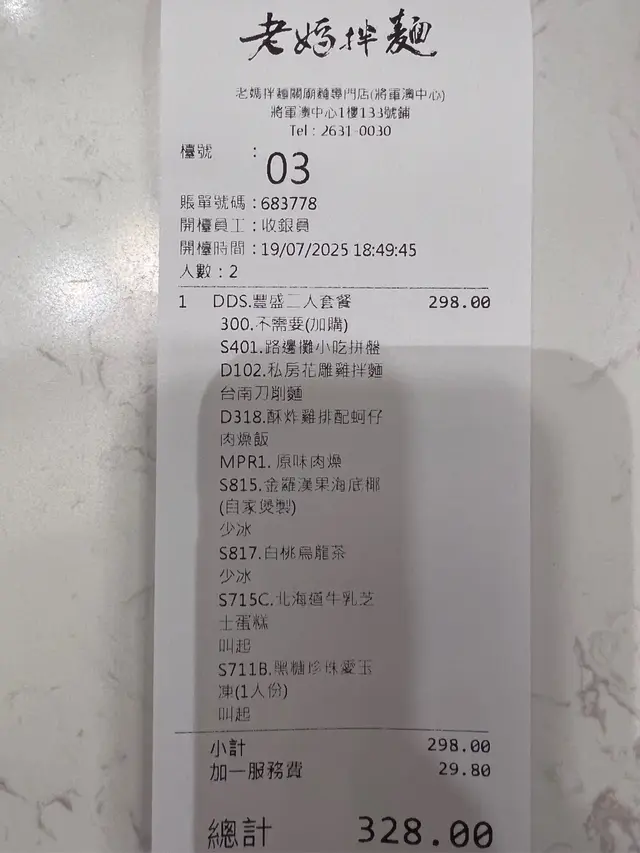 老媽拌麵
老媽拌麵關廟麵專門店(將軍澳中心)
將軍澳中心1樓133號鋪
Tel : 2631-0030
檯號 : 03
賬單號碼 : 683778
開檯員工 : 收銀員
開檯時間 : 19/07/2025 18:49:45
人數 : 2
1 DDS.豐盛二人套餐 298.00
300.不需要(加購)
S401.路邊攤小吃拼盤
D102.私房花雕雞拌麵
台南刀削麵
D318.酥炸雞排配蚵仔
肉燥飯
MPR1. 原味肉燥
S815.金羅漢果海底椰
(自家煲製)
少冰
S817.白桃烏龍茶
少冰
S715C.北海道牛乳芝
士蛋糕
叫起
S711B.黑糖珍珠愛玉
凍(1人份)
叫起
小計 298.00
加一服務費 29.80
總計 328.00